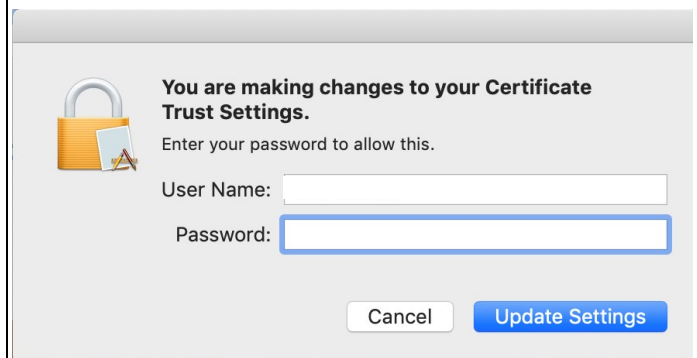 You are making changes to your Certificate
Trust Settings.
Enter your password to allow this.
User Name:
Password:
Cancel
Update Settings